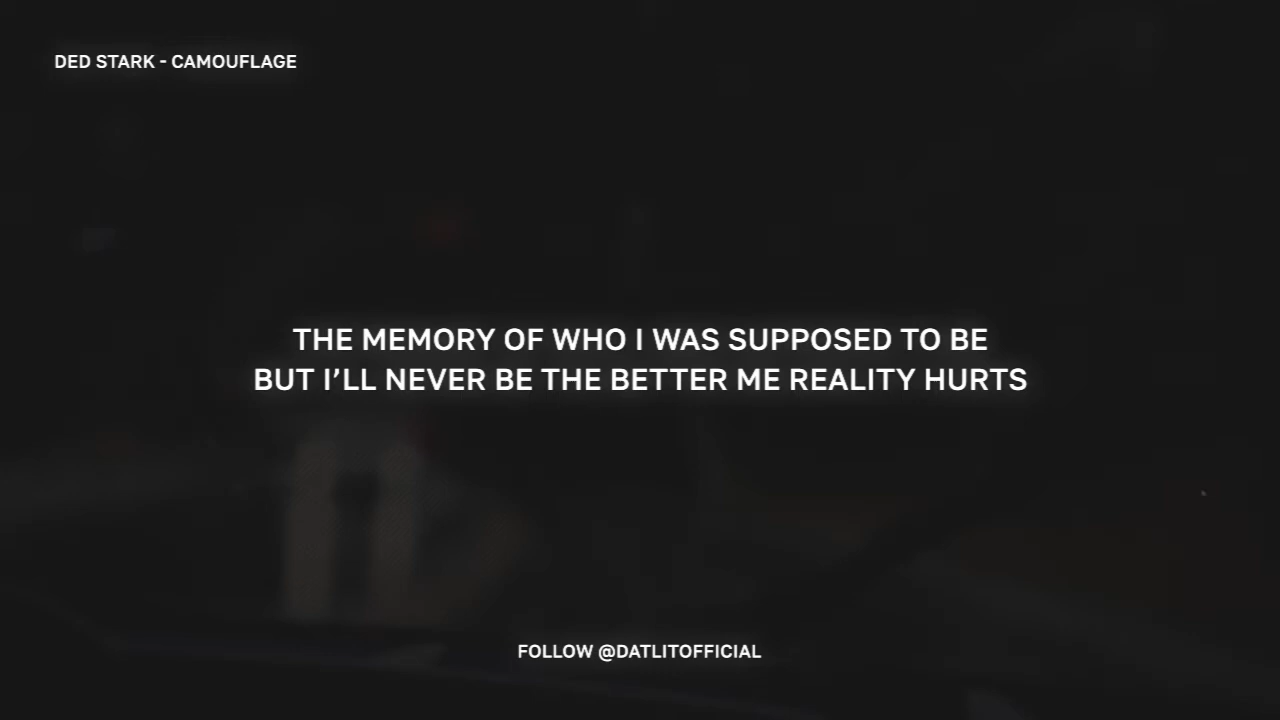 DED STARK - CAMOUFLAGE
THE MEMORY OF WHO I WAS SUPPOSED TO BE
BUT I’LL NEVER BE THE BETTER ME REALITY HURTS
FOLLOW @DATLITOFFICIAL